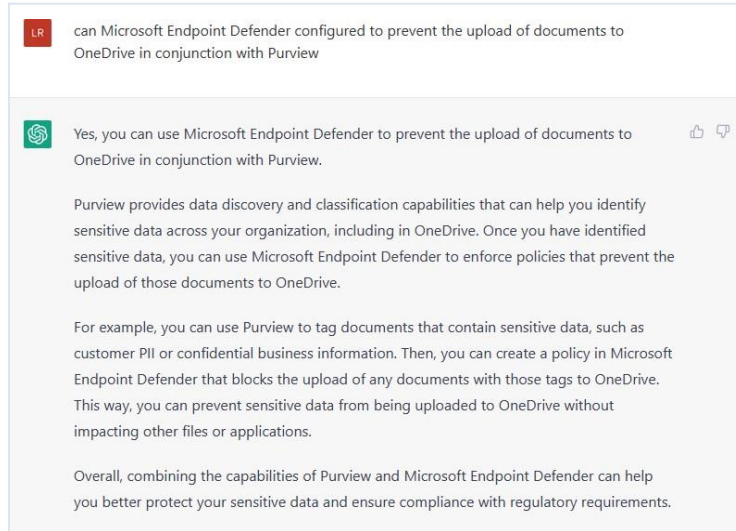 LR
can Microsoft Endpoint Defender configured to prevent the upload of documents to
OneDrive in conjunction with Purview
Yes, you can use Microsoft Endpoint Defender to prevent the upload of documents to
OneDrive in conjunction with Purview.
Purview provides data discovery and classification capabilities that can help you identify
sensitive data across your organization, including in OneDrive. Once you have identified
sensitive data, you can use Microsoft Endpoint Defender to enforce policies that prevent the
upload of those documents to OneDrive.
For example, you can use Purview to tag documents that contain sensitive data, such as
customer PII or confidential business information. Then, you can create a policy in Microsoft
Endpoint Defender that blocks the upload of any documents with those tags to OneDrive.
This way, you can prevent sensitive data from being uploaded to OneDrive without
impacting other files or applications.
Overall, combining the capabilities of Purview and Microsoft Endpoint Defender can help
you better protect your sensitive data and ensure compliance with regulatory requirements.